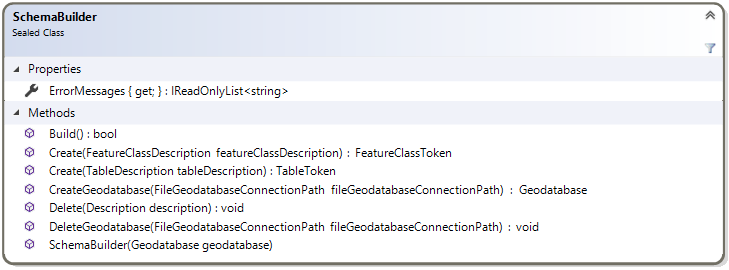 SchemaBuilder
Sealed Class
Properties
ErrorMessages { get; } : IReadOnlyList<string>
Methods
Build() : bool
Create(FeatureClassDescription featureClassDescription) : FeatureClassToken
Create(TableDescription tableDescription) : TableToken
CreateGeodatabase(FileGeodatabaseConnectionPath fileGeodatabaseConnectionPath) : Geodatabase
Delete(Description description) : void
DeleteGeodatabase(FileGeodatabaseConnectionPath fileGeodatabaseConnectionPath) : void
SchemaBuilder(Geodatabase geodatabase)